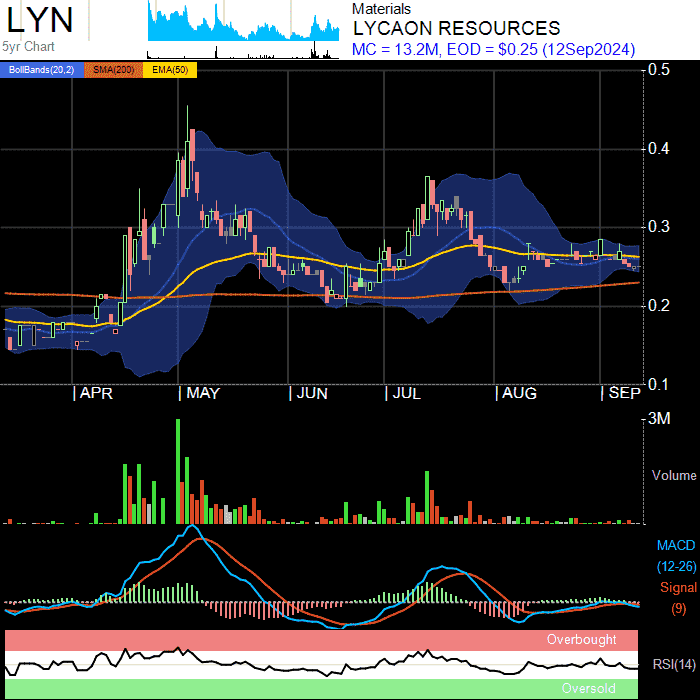 LYN
5yr Chart
Materials
LYCAON RESOURCES
MC = 13.2M, EOD = $0.25 (12Sep2024)
BollBands(20,2) SMA(200) EMA(50)
0.5
0.4
0.3
0.2
0.1
APR MAY JUN JUL AUG SEP
3M
Volume
MACD
(12-26)
Signal
(9)
Overbought
RSI(14)
Oversold